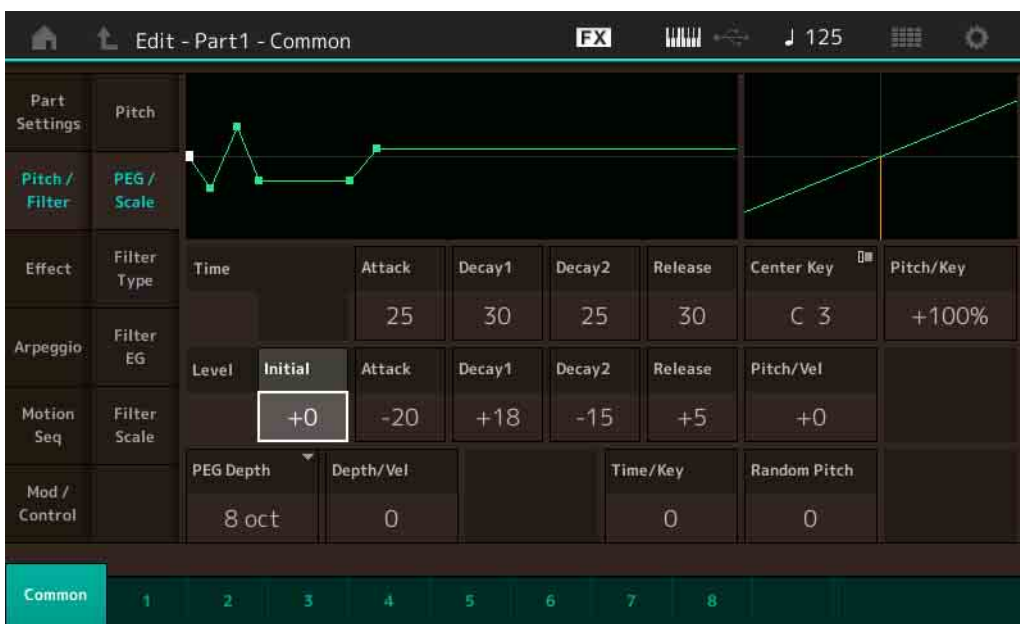 Edit - Part1 - Common FX ♩ 125
Part Settings
Pitch / Filter
Effect
Arpeggio
Motion Seq
Mod / Control
Pitch
PEG / Scale
Filter Type
Filter EG
Filter Scale
Time Attack Decay1 Decay2 Release Center Key Pitch/Key
25 30 25 30 C 3 +100%
Level Initial Attack Decay1 Decay2 Release Pitch/Vel
+0 -20 +18 -15 +5 +0
PEG Depth Depth/Vel Time/Key Random Pitch
8 oct 0 0 0
Common 1 2 3 4 5 6 7 8